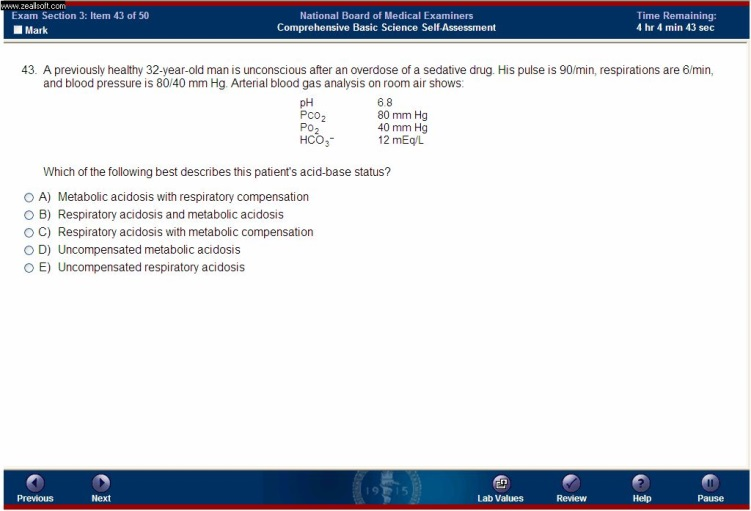 www.zeallsoft.com
Exam Section 3: Item 43 of 50
National Board of Medical Examiners
Time Remaining:
Mark
Comprehensive Basic Science Self-Assessment
4 hr 4 min 43 sec
43. A previously healthy 32-year-old man is unconscious after an overdose of a sedative drug. His pulse is 90/min, respirations are 6/min,
and blood pressure is 80/40 mm Hg. Arterial blood gas analysis on room air shows:
pH 6.8
PCO₂ 80 mm Hg
PO₂ 40 mm Hg
HCO₃⁻ 12 mEq/L
Which of the following best describes this patient's acid-base status?
A) Metabolic acidosis with respiratory compensation
B) Respiratory acidosis and metabolic acidosis
C) Respiratory acidosis with metabolic compensation
D) Uncompensated metabolic acidosis
E) Uncompensated respiratory acidosis
1915
Previous
Next
Lab Values
Review
Help
Pause